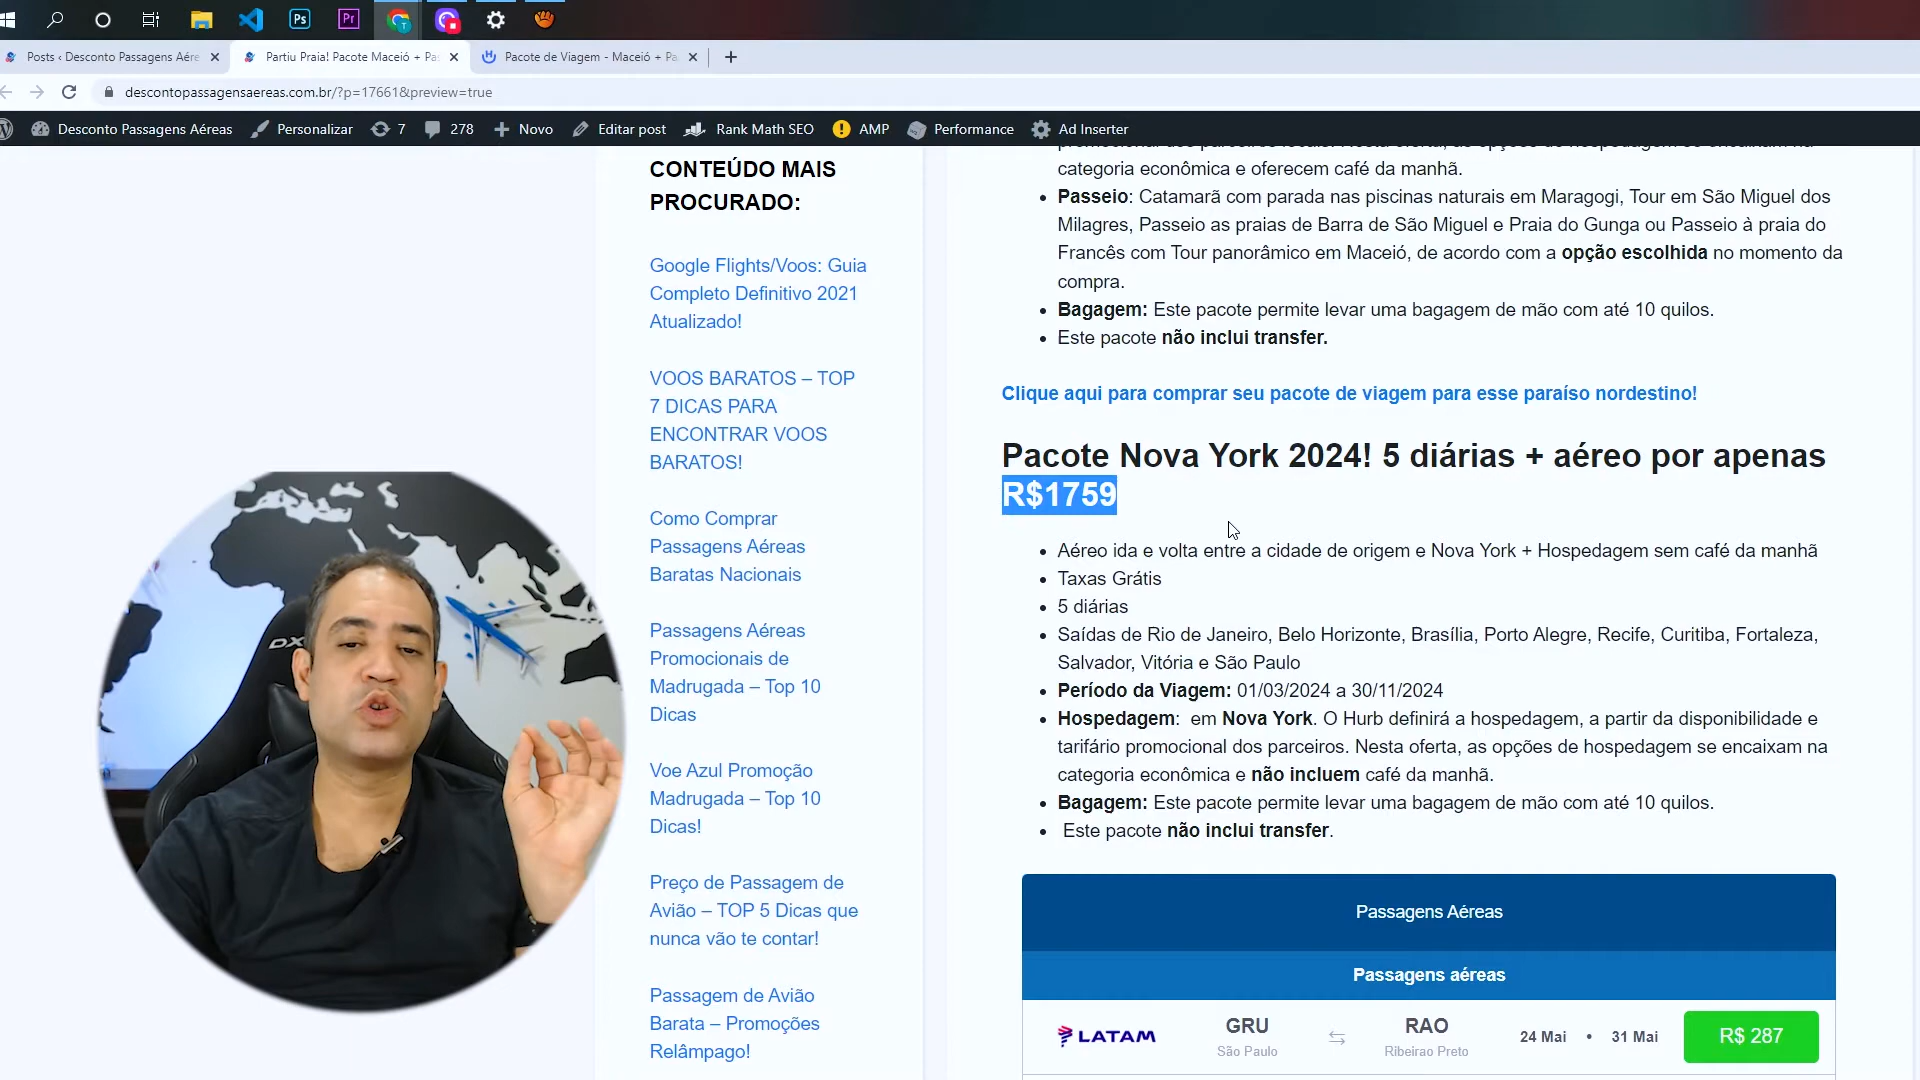 Ps
Pr
Posts ‹ Desconto Passagens Aére
Partiu Praia! Pacote Maceió + Pas
Pacote de Viagem - Maceió + Pa
descontopassagensaereas.com.br/?p=17661&preview=true
Desconto Passagens Aéreas Personalizar 7 278 Novo Editar post Rank Math SEO AMP Performance Ad Inserter
CONTEÚDO MAIS
PROCURADO:
Google Flights/Voos: Guia
Completo Definitivo 2021
Atualizado!
VOOS BARATOS – TOP
7 DICAS PARA
ENCONTRAR VOOS
BARATOS!
Como Comprar
Passagens Aéreas
Baratas Nacionais
Passagens Aéreas
Promocionais de
Madrugada – Top 10
Dicas
Voe Azul Promoção
Madrugada – Top 10
Dicas!
Preço de Passagem de
Avião – TOP 5 Dicas que
nunca vão te contar!
Passagem de Avião
Barata – Promoções
Relâmpago!
categoria econômica e oferecem café da manhã.
Passeio: Catamarã com parada nas piscinas naturais em Maragogi, Tour em São Miguel dos
Milagres, Passeio as praias de Barra de São Miguel e Praia do Gunga ou Passeio à praia do
Francês com Tour panorâmico em Maceió, de acordo com a opção escolhida no momento da
compra.
Bagagem: Este pacote permite levar uma bagagem de mão com até 10 quilos.
Este pacote não inclui transfer.
Clique aqui para comprar seu pacote de viagem para esse paraíso nordestino!
Pacote Nova York 2024! 5 diárias + aéreo por apenas
R$1759
Aéreo ida e volta entre a cidade de origem e Nova York + Hospedagem sem café da manhã
Taxas Grátis
5 diárias
Saídas de Rio de Janeiro, Belo Horizonte, Brasília, Porto Alegre, Recife, Curitiba, Fortaleza,
Salvador, Vitória e São Paulo
Período da Viagem: 01/03/2024 a 30/11/2024
Hospedagem: em Nova York. O Hurb definirá a hospedagem, a partir da disponibilidade e
tarifário promocional dos parceiros. Nesta oferta, as opções de hospedagem se encaixam na
categoria econômica e não incluem café da manhã.
Bagagem: Este pacote permite levar uma bagagem de mão com até 10 quilos.
Este pacote não inclui transfer.
Passagens Aéreas
Passagens aéreas
LATAM GRU RAO 24 Mai • 31 Mai R$ 287
São Paulo Ribeirao Preto
DX